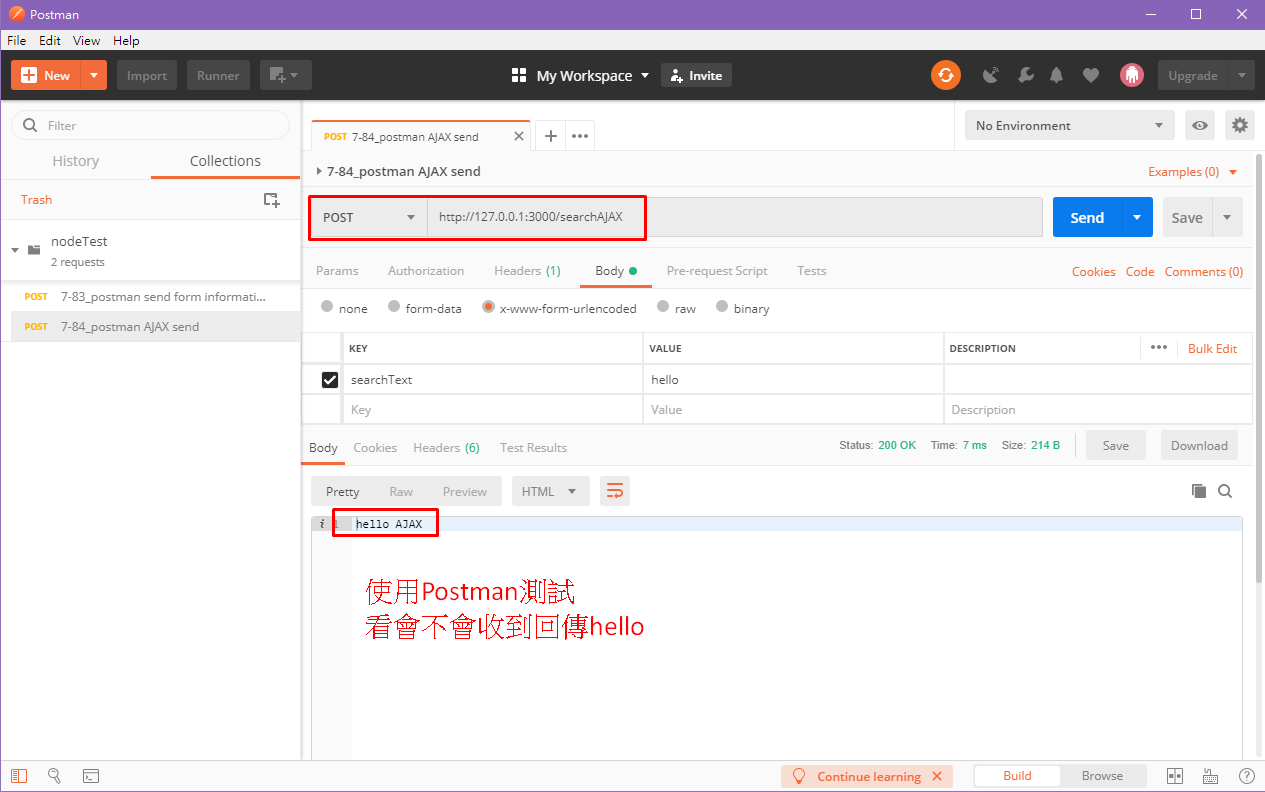 Postman
File Edit View Help
New Import Runner My Workspace Invite Upgrade
Filter
History Collections
Trash
nodeTest
2 requests
POST 7-83_postman send form informati...
POST 7-84_postman AJAX send
POST 7-84_postman AJAX send
No Environment
7-84_postman AJAX send Examples (0)
POST http://127.0.0.1:3000/searchAJAX Send Save
Params Authorization Headers (1) Body Pre-request Script Tests Cookies Code Comments (0)
none form-data x-www-form-urlencoded raw binary
KEY VALUE DESCRIPTION Bulk Edit
searchText hello
Key Value Description
Body Cookies Headers (6) Test Results Status: 200 OK Time: 7 ms Size: 214 B Save Download
Pretty Raw Preview HTML
i 1 hello AJAX
使用Postman測試
看會不會收到回傳hello
Continue learning Build Browse